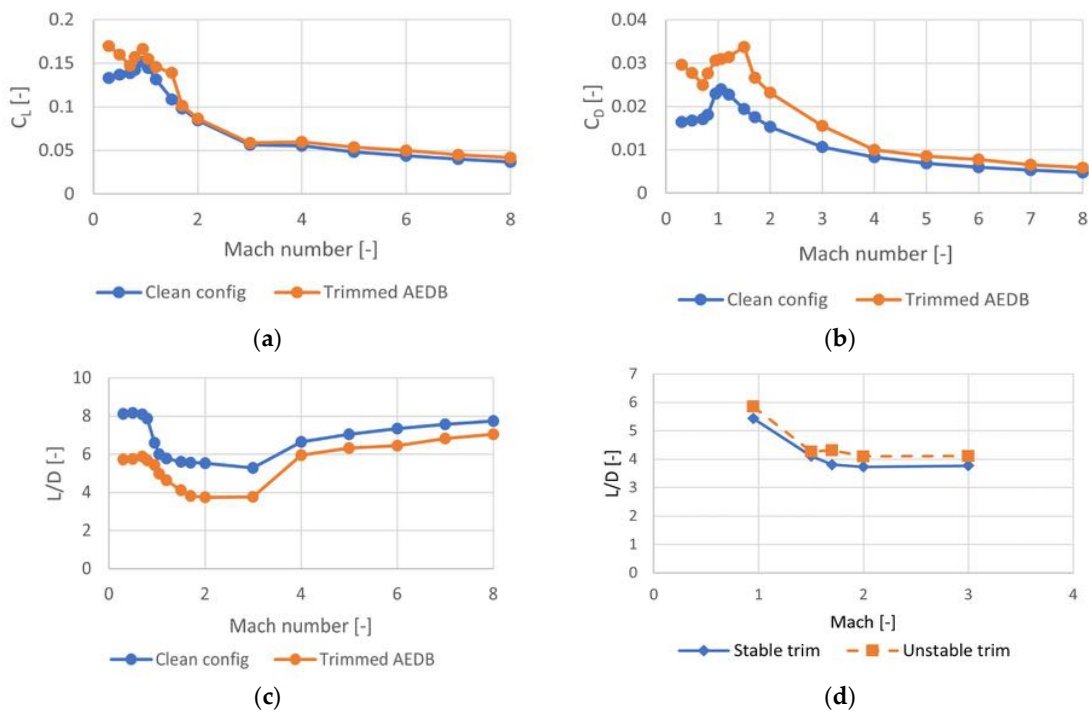 0.2
0.15
0.1
0.05
0
C_L [-]
0 2 4 6 8
Mach number [-]
Clean config Trimmed AEDB
(a)
0.04
0.03
0.02
0.01
0
C_D [-]
0 1 2 3 4 5 6 7 8
Mach number [-]
Clean config Trimmed AEDB
(b)
10
8
6
4
2
0
L/D [-]
0 2 4 6 8
Mach number [-]
Clean config Trimmed AEDB
(c)
7
6
5
4
3
2
1
0
L/D [-]
0 1 2 3 4
Mach [-]
Stable trim Unstable trim
(d)